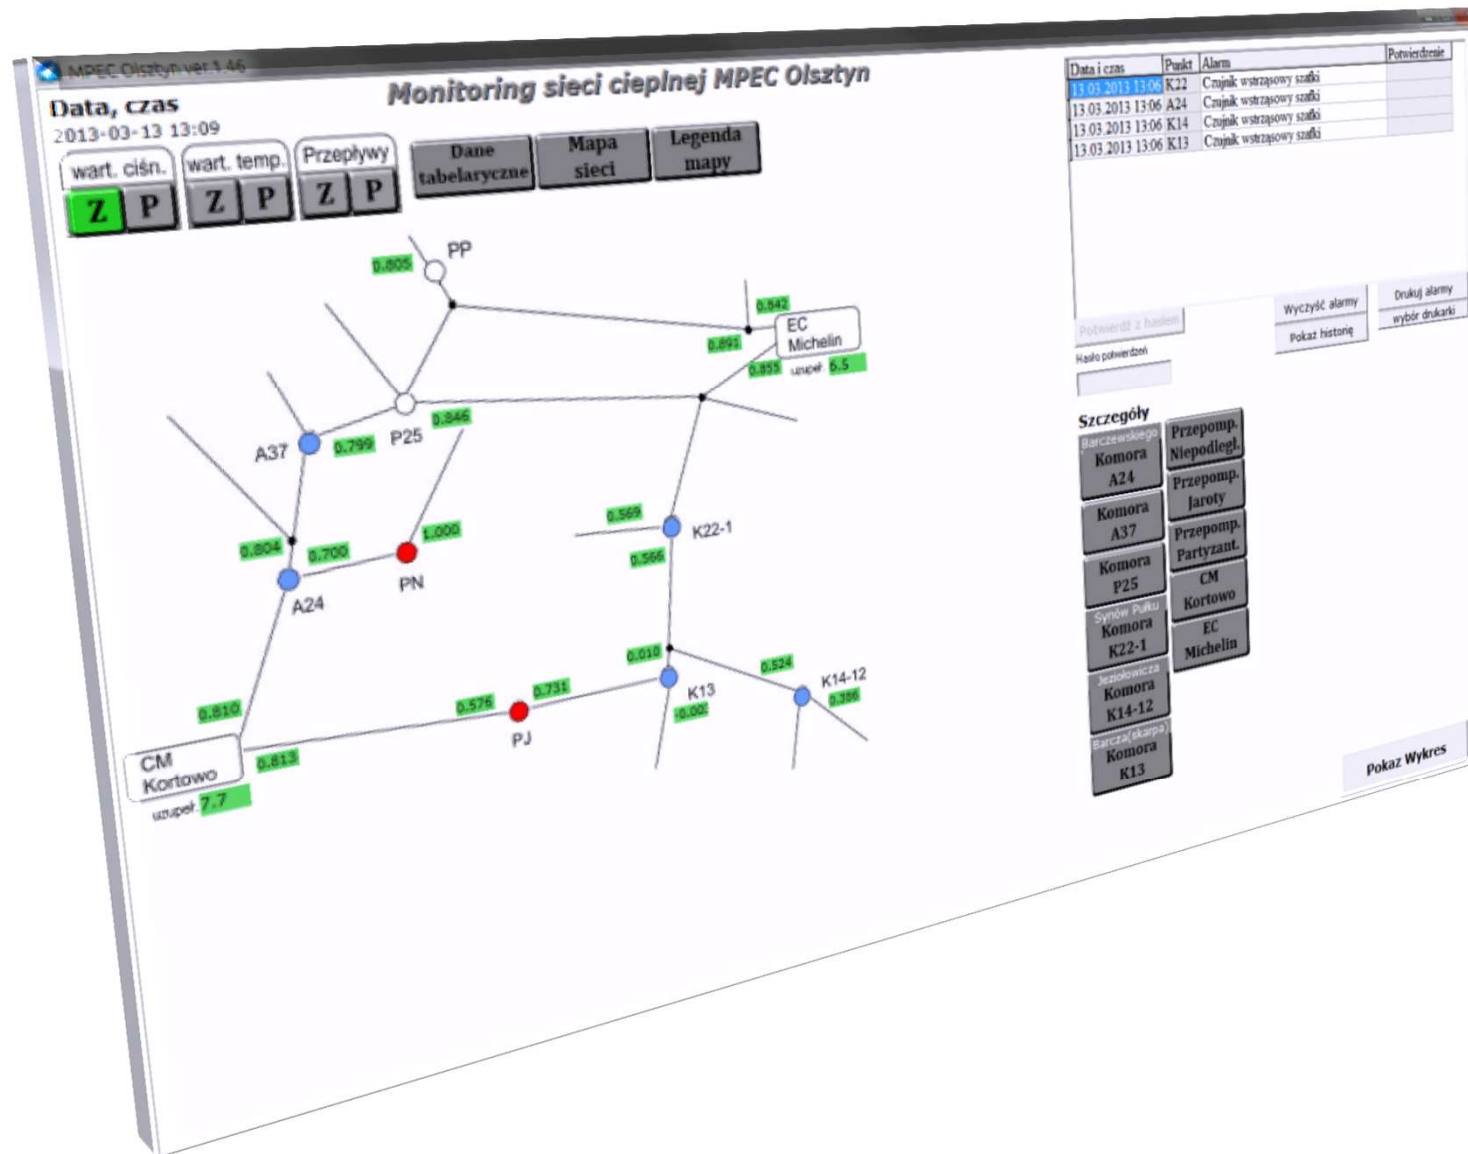 MPEC Olsztyn ver 1.46
Monitoring sieci cieplnej MPEC Olsztyn
Data, czas
2013-03-13 13:09
wart. ciśn.
wart. temp.
Przepływy
Z P
Z P
Z P
Dane
tabelaryczne
Mapa
sieci
Legenda
mapy
Data i czas Punkt Alarm Potwierdzenie
13.03.2013 13:06 K22 Czujnik wstrząsowy szafki
13.03.2013 13:06 A24 Czujnik wstrząsowy szafki
13.03.2013 13:06 K14 Czujnik wstrząsowy szafki
13.03.2013 13:06 K13 Czujnik wstrząsowy szafki
Potwierdź z hasłem
Wyczyść alarmy
Drukuj alarmy
Pokaż historię
wybór drukarki
Hasło potwierdzeń
PP
0.805
0.842
EC
Michelin
0.891
0.855
uzupeł. 6.5
0.846
P25
A37
0.799
0.804
0.700
1.000
PN
A24
0.569
K22-1
0.566
0.010
K13
-0.00
0.524
K14-12
0.386
0.810
0.576
0.731
PJ
CM
Kortowo
0.813
uzupeł. 7.7
Szczegóły
Barczewskiego
Komora
A24
Komora
A37
Komora
P25
Synów Pułku
Komora
K22-1
Jeziołowicza
Komora
K14-12
Barcza(skarpa)
Komora
K13
Przepomp.
Niepodległ.
Przepomp.
Jaroty
Przepomp.
Partyzant.
CM
Kortowo
EC
Michelin
Pokaz Wykres